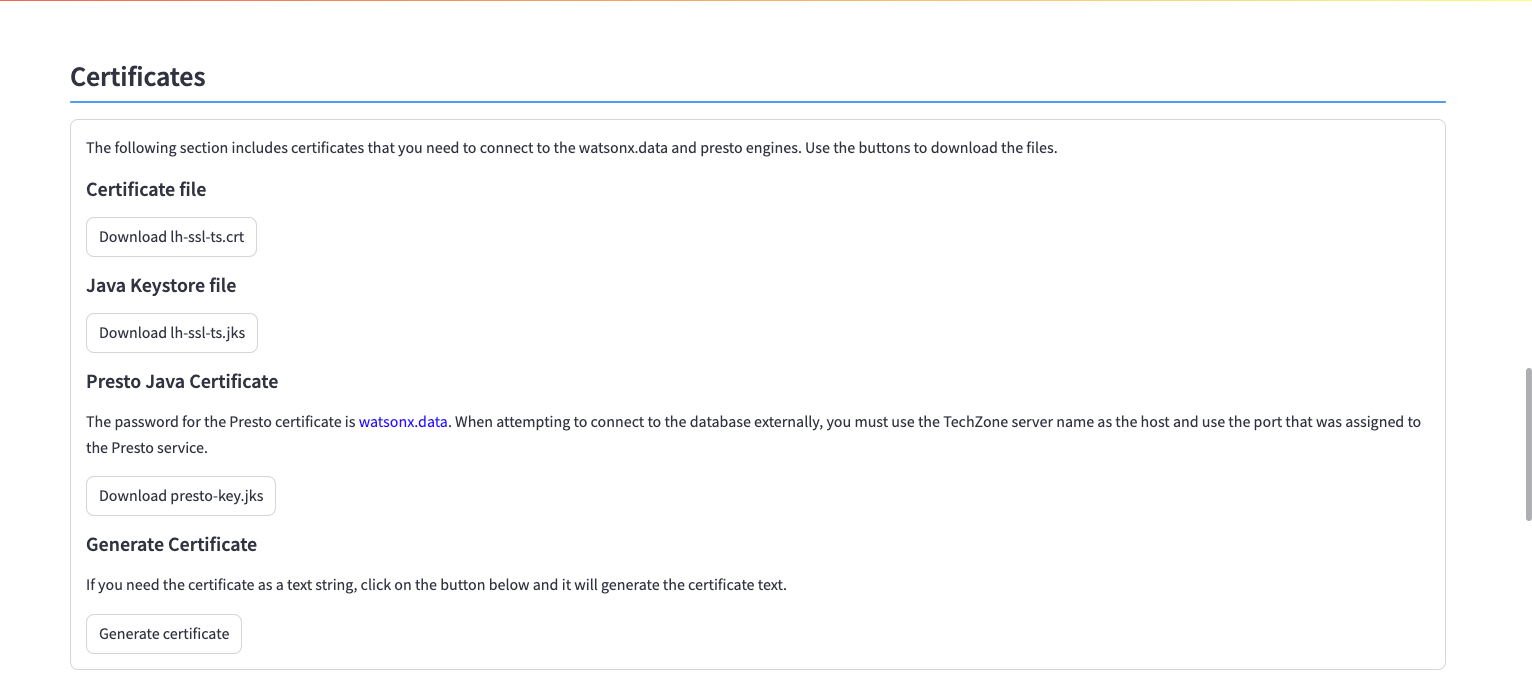 Certificates
The following section includes certificates that you need to connect to the watsonx.data and presto engines. Use the buttons to download the files.
Certificate file
Download lh-ssl-ts.crt
Java Keystore file
Download lh-ssl-ts.jks
Presto Java Certificate
The password for the Presto certificate is watsonx.data. When attempting to connect to the database externally, you must use the TechZone server name as the host and use the port that was assigned to
the Presto service.
Download presto-key.jks
Generate Certificate
If you need the certificate as a text string, click on the button below and it will generate the certificate text.
Generate certificate